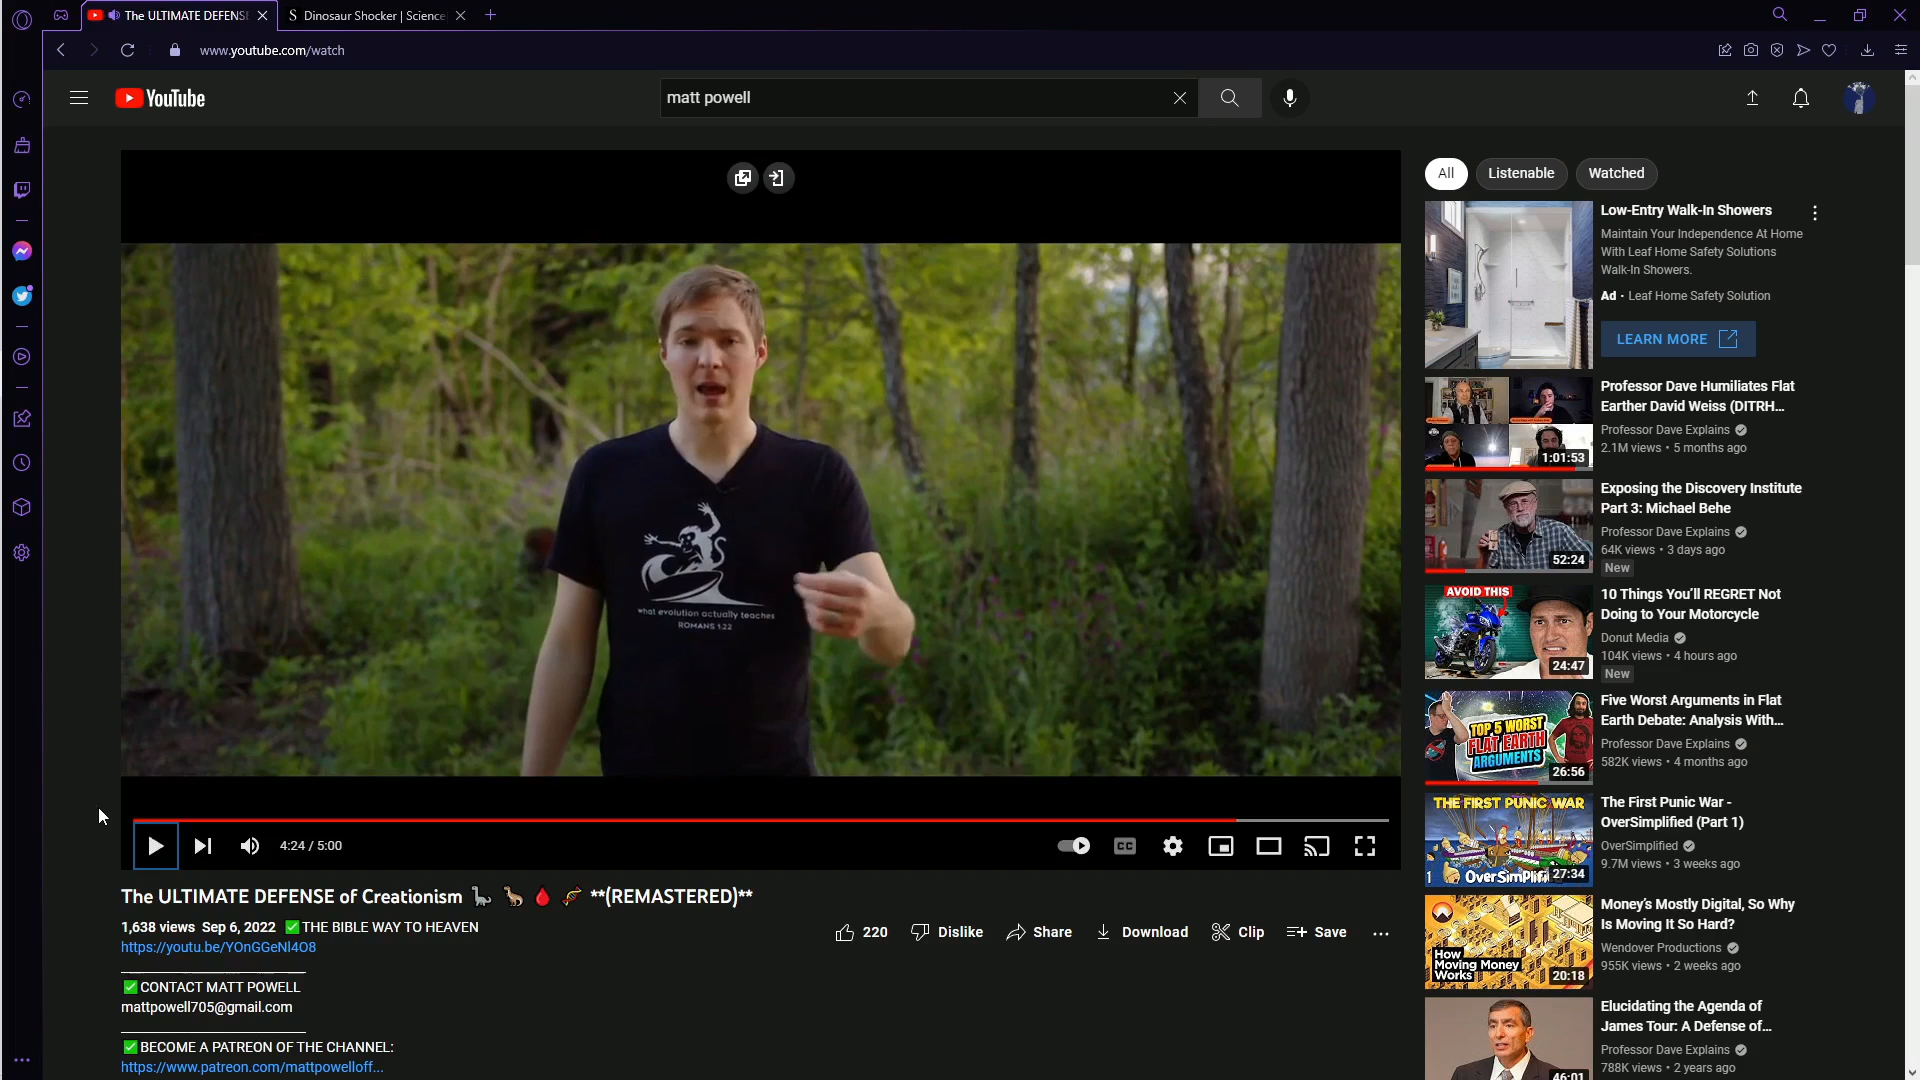 The ULTIMATE DEFENSE
Dinosaur Shocker | Science
www.youtube.com/watch
YouTube
matt powell
what evolution actually teaches
ROMANS 1:22
4:24 / 5:00
CC
The ULTIMATE DEFENSE of Creationism 🦕 🦒 🩸 🧬 **(REMASTERED)**
1,638 views Sep 6, 2022 ✅ THE BIBLE WAY TO HEAVEN
https://youtu.be/YOnGGeNl4O8
220 Dislike Share Download Clip Save ...
✅ CONTACT MATT POWELL
mattpowell705@gmail.com
✅ BECOME A PATREON OF THE CHANNEL:
https://www.patreon.com/mattpowelloff...
All Listenable Watched
Low-Entry Walk-In Showers
Maintain Your Independence At Home
With Leaf Home Safety Solutions
Walk-In Showers.
Ad · Leaf Home Safety Solution
LEARN MORE
1:01:53
Professor Dave Humiliates Flat
Earther David Weiss (DITRH...
Professor Dave Explains
2.1M views • 5 months ago
52:24
Exposing the Discovery Institute
Part 3: Michael Behe
Professor Dave Explains
64K views • 3 days ago
New
AVOID THIS
24:47
10 Things You'll REGRET Not
Doing to Your Motorcycle
Donut Media
104K views • 4 hours ago
New
TOP 5 WORST
FLAT EARTH
ARGUMENTS
26:56
Five Worst Arguments in Flat
Earth Debate: Analysis With...
Professor Dave Explains
582K views • 4 months ago
THE FIRST PUNIC WAR
1 OverSimplifi
27:34
The First Punic War -
OverSimplified (Part 1)
OverSimplified
9.7M views • 3 weeks ago
How
Moving Money
Works
20:18
Money's Mostly Digital, So Why
Is Moving It So Hard?
Wendover Productions
955K views • 2 weeks ago
46:01
Elucidating the Agenda of
James Tour: A Defense of...
Professor Dave Explains
788K views • 2 years ago